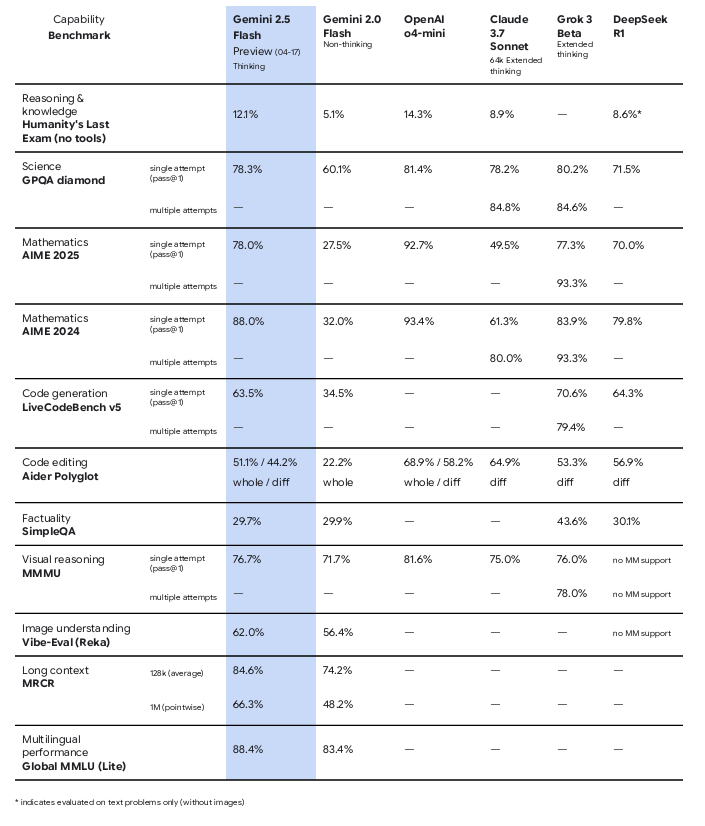 Capability
Benchmark
Gemini 2.5
Flash
Preview (04-17)
Thinking
Gemini 2.0
Flash
Non-thinking
OpenAI
o4-mini
Claude
3.7
Sonnet
64k Extended
thinking
Grok 3
Beta
Extended
thinking
DeepSeek
R1
Reasoning &
knowledge
Humanity's Last
Exam (no tools)
12.1% 5.1% 14.3% 8.9% — 8.6%*
Science
GPQA diamond
single attempt
(pass@1)
78.3% 60.1% 81.4% 78.2% 80.2% 71.5%
multiple attempts — — — 84.8% 84.6% —
Mathematics
AIME 2025
single attempt
(pass@1)
78.0% 27.5% 92.7% 49.5% 77.3% 70.0%
multiple attempts — — — — 93.3% —
Mathematics
AIME 2024
single attempt
(pass@1)
88.0% 32.0% 93.4% 61.3% 83.9% 79.8%
multiple attempts — — — 80.0% 93.3% —
Code generation
LiveCodeBench v5
single attempt
(pass@1)
63.5% 34.5% — — 70.6% 64.3%
multiple attempts — — — — 79.4% —
Code editing
Aider Polyglot
51.1% / 44.2% 22.2% 68.9% / 58.2% 64.9% 53.3% 56.9%
whole / diff whole whole / diff diff diff diff
Factuality
SimpleQA
29.7% 29.9% — — 43.6% 30.1%
Visual reasoning
MMMU
single attempt
(pass@1)
76.7% 71.7% 81.6% 75.0% 76.0% no MM support
multiple attempts — — — — 78.0% no MM support
Image understanding
Vibe-Eval (Reka)
62.0% 56.4% — — — no MM support
Long context
MRCR
128k (average) 84.6% 74.2% — — — —
1M (pointwise) 66.3% 48.2% — — — —
Multilingual
performance
Global MMLU (Lite)
88.4% 83.4% — — — —
* indicates evaluated on text problems only (without images)